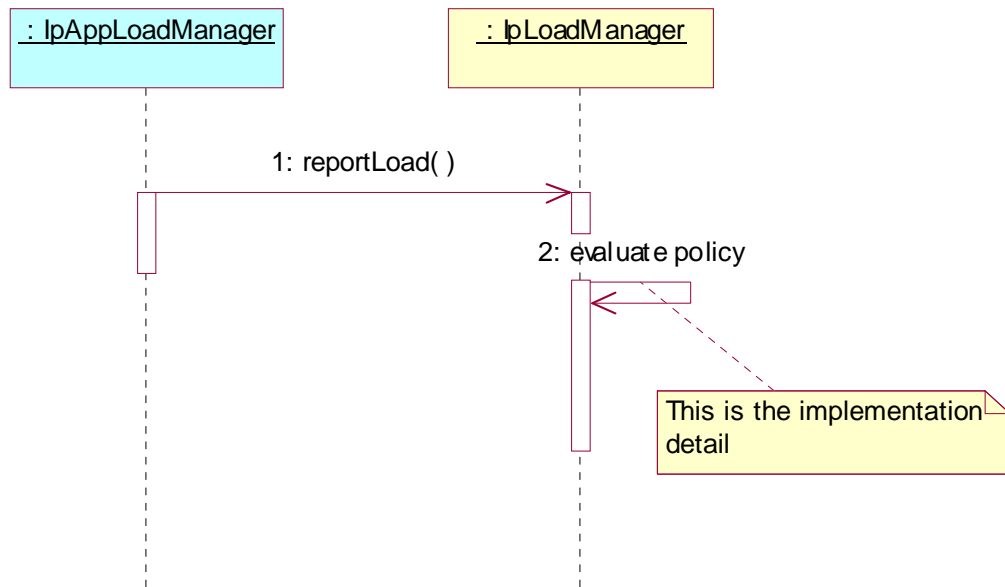 : IpAppLoadManager
: IpLoadManager
1: reportLoad( )
2: evaluate policy
This is the implementation
detail